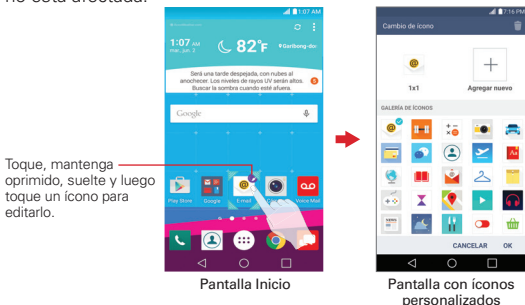 no está afectada.
1:07 AM
7:16 PM
Cambio de ícono
1:07 AM
mar., jun. 2
82°F
Garibong-do
Será una tarde despejada, con nubes al
anochecer. Los niveles de rayos UV serán altos.
Buscar la sombra cuando esté afuera.
1x1
Agregar nuevo
GALERÍA DE ÍCONOS
Google
Toque, mantenga
oprimido, suelte y luego
toque un ícono para
editarlo.
Play Store
Google
E-mail
Voice Mail
CANCELAR
OK
Pantalla Inicio
Pantalla con íconos
personalizados